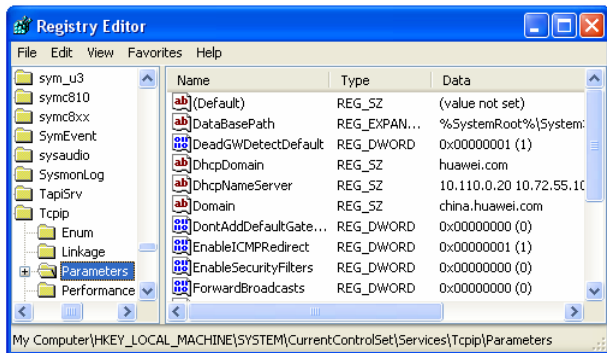 Registry Editor
File Edit View Favorites Help
sym_u3
symc810
symc8xx
SymEvent
sysaudio
SysmonLog
TapiSrv
Tcpip
Enum
Linkage
Parameters
Performance
Name Type Data
(Default) REG_SZ (value not set)
DataBasePath REG_EXPAN... %SystemRoot%\System
DeadGWDetectDefault REG_DWORD 0x00000001 (1)
DhcpDomain REG_SZ huawei.com
DhcpNameServer REG_SZ 10.110.0.20 10.72.55.10
Domain REG_SZ china.huawei.com
DontAddDefaultGate... REG_DWORD 0x00000000 (0)
EnableICMPRedirect REG_DWORD 0x00000001 (1)
EnableSecurityFilters REG_DWORD 0x00000000 (0)
ForwardBroadcasts REG_DWORD 0x00000000 (0)
My Computer\HKEY_LOCAL_MACHINE\SYSTEM\CurrentControlSet\Services\Tcpip\Parameters